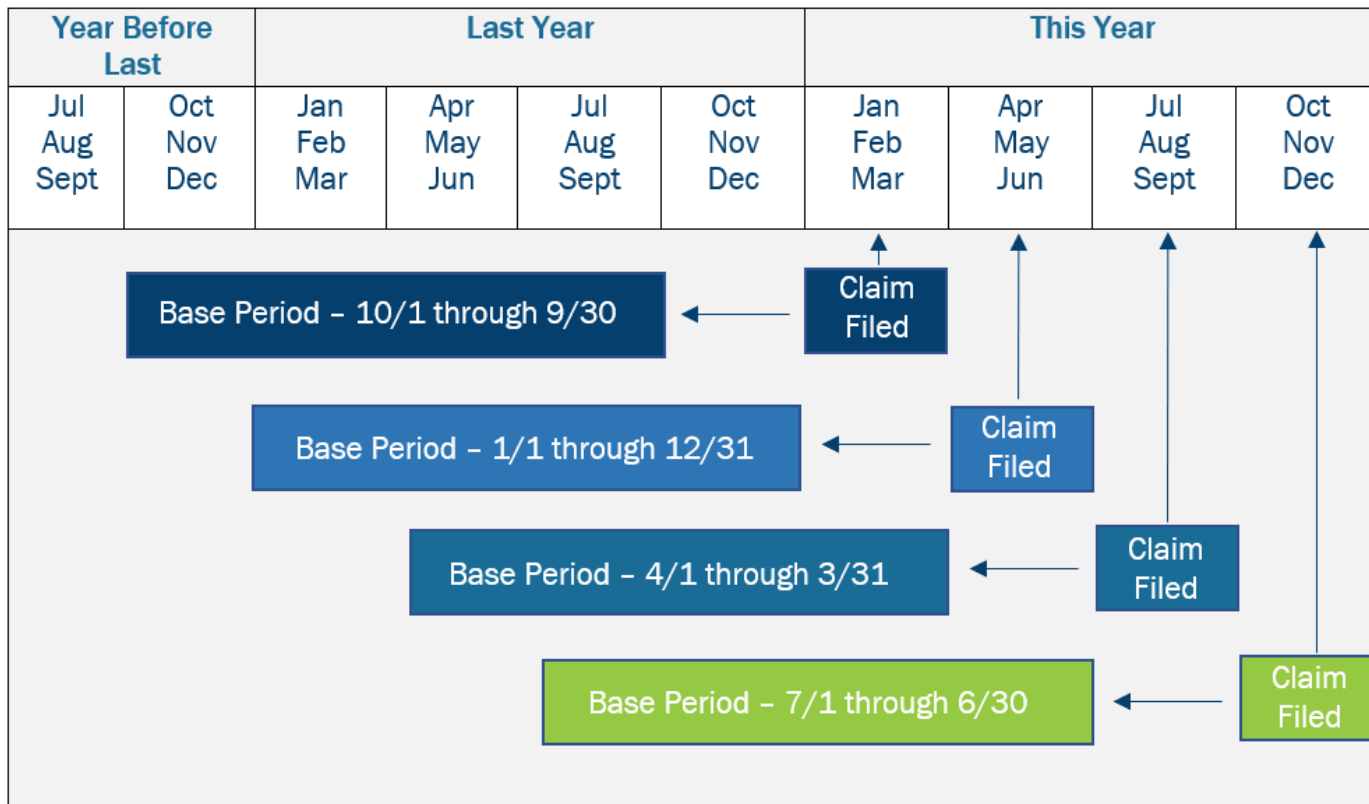 Year Before
Last
Last Year
This Year
Jul
Aug
Sept
Oct
Nov
Dec
Jan
Feb
Mar
Apr
May
Jun
Jul
Aug
Sept
Oct
Nov
Dec
Jan
Feb
Mar
Apr
May
Jun
Jul
Aug
Sept
Oct
Nov
Dec
Base Period – 10/1 through 9/30
Claim
Filed
Base Period – 1/1 through 12/31
Claim
Filed
Base Period – 4/1 through 3/31
Claim
Filed
Base Period – 7/1 through 6/30
Claim
Filed